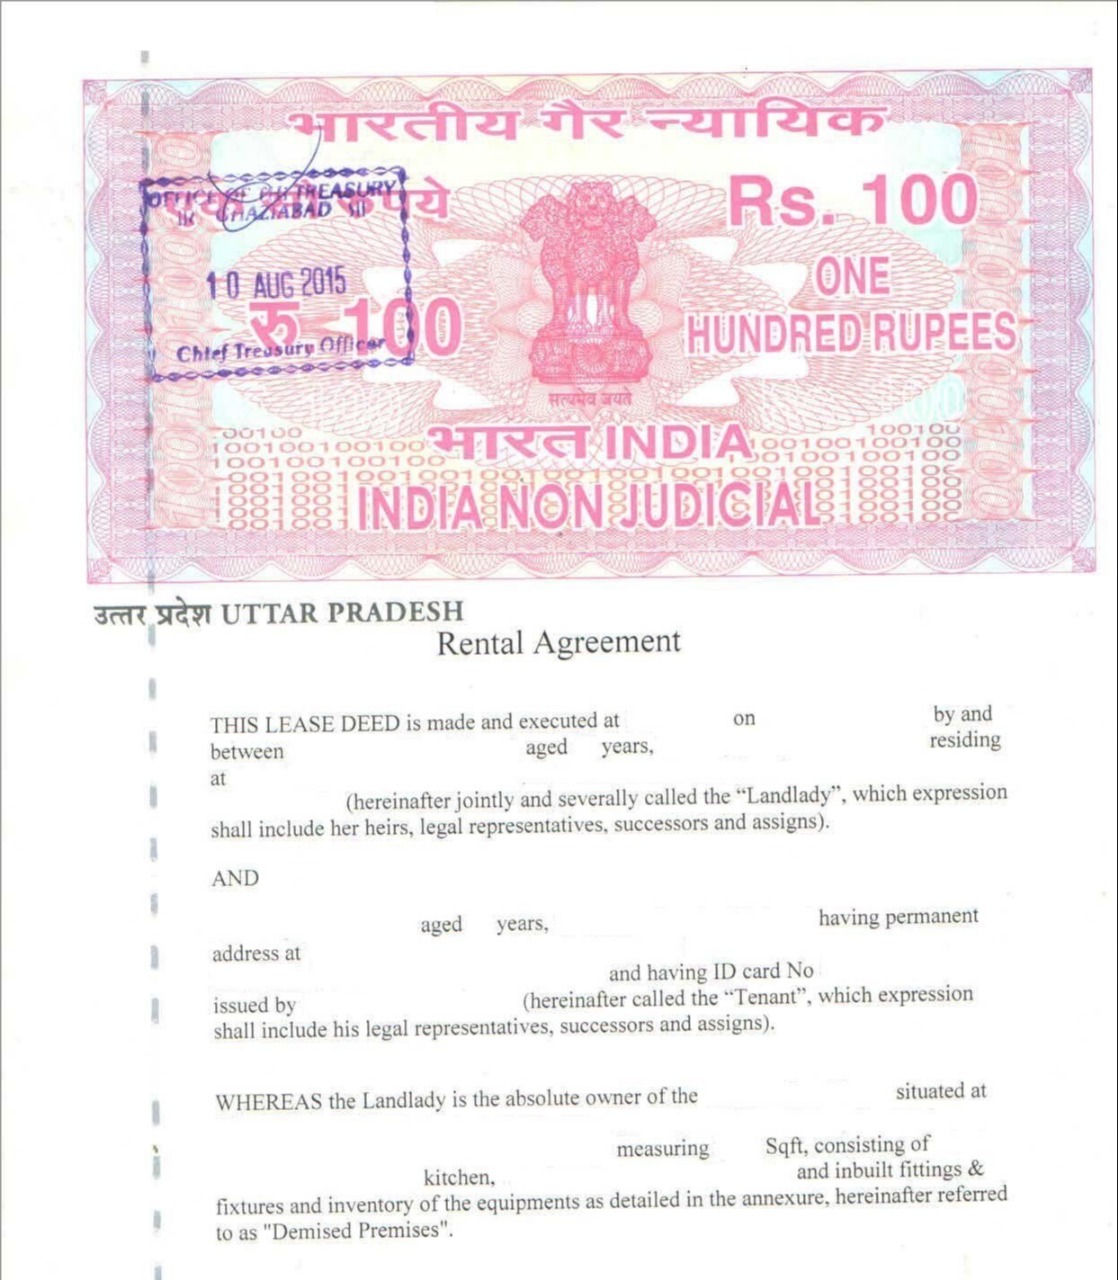 भारतीय गैर न्यायिक
OFFICE OF THE TREASURY
GHAZIABAD
रुपये
Rs. 100
10 AUG 2015
ONE
रु 100
HUNDRED RUPEES
Chief Treasury Officer
सत्यमेव जयते
भारत INDIA
INDIA NON JUDICIAL
उत्तर प्रदेश UTTAR PRADESH
Rental Agreement
THIS LEASE DEED is made and executed at on by and
between aged years, residing
at
(hereinafter jointly and severally called the “Landlady”, which expression
shall include her heirs, legal representatives, successors and assigns).
AND
aged years, having permanent
address at
and having ID card No
issued by (hereinafter called the “Tenant”, which expression
shall include his legal representatives, successors and assigns).
WHEREAS the Landlady is the absolute owner of the situated at
measuring Sqft, consisting of
kitchen, and inbuilt fittings &
fixtures and inventory of the equipments as detailed in the annexure, hereinafter referred
to as "Demised Premises".